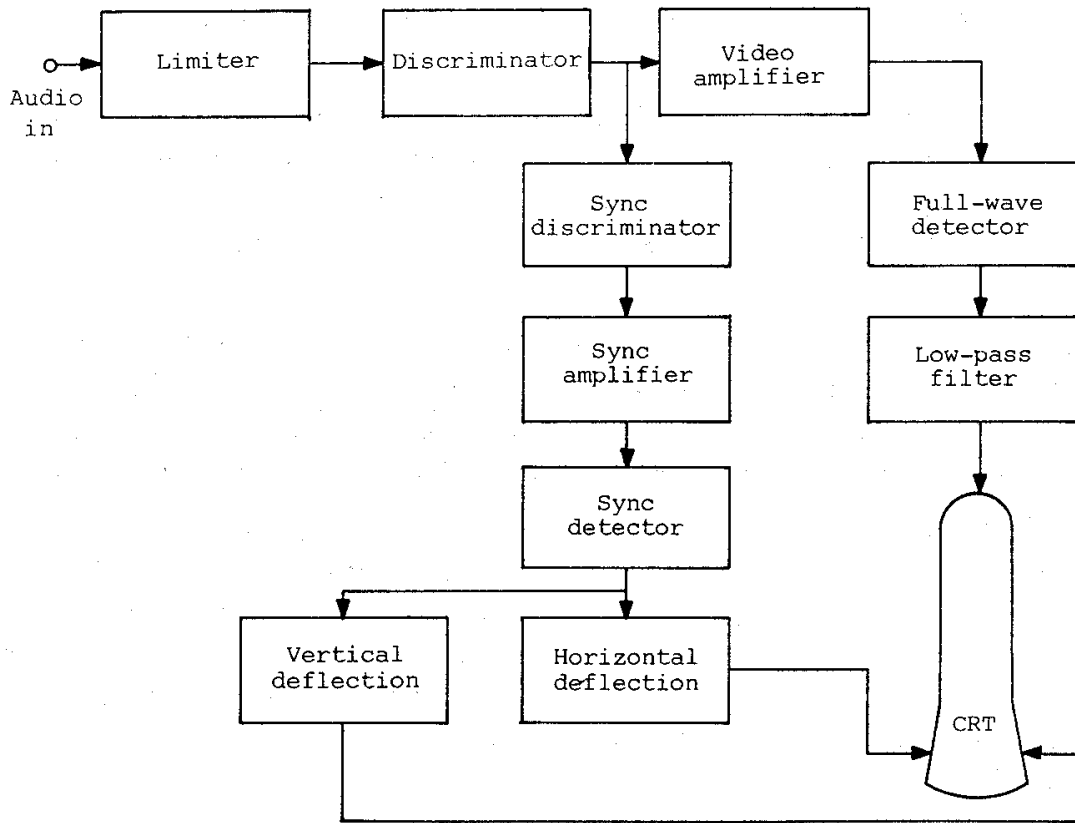 Limiter
Discriminator
Video
amplifier
Audio
in
Sync
discriminator
Full-wave
detector
Sync
amplifier
Low-pass
filter
Sync
detector
Vertical
deflection
Horizontal
deflection
CRT